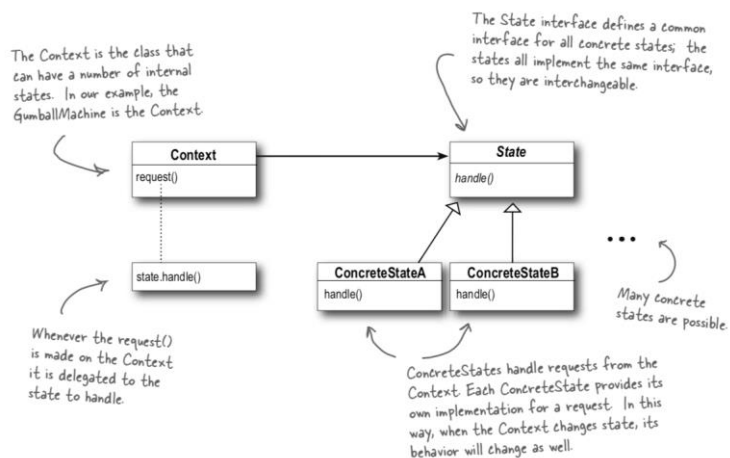 The State interface defines a common
interface for all concrete states; the
states all implement the same interface,
so they are interchangeable.
The Context is the class that
can have a number of internal
states. In our example, the
GumballMachine is the Context.
Context
request()
State
handle()
state.handle()
ConcreteStateA
handle()
ConcreteStateB
handle()
...
Many concrete
states are possible.
Whenever the request()
is made on the Context
it is delegated to the
state to handle.
ConcreteStates handle requests from the
Context. Each ConcreteState provides its
own implementation for a request. In this
way, when the Context changes state, its
behavior will change as well.